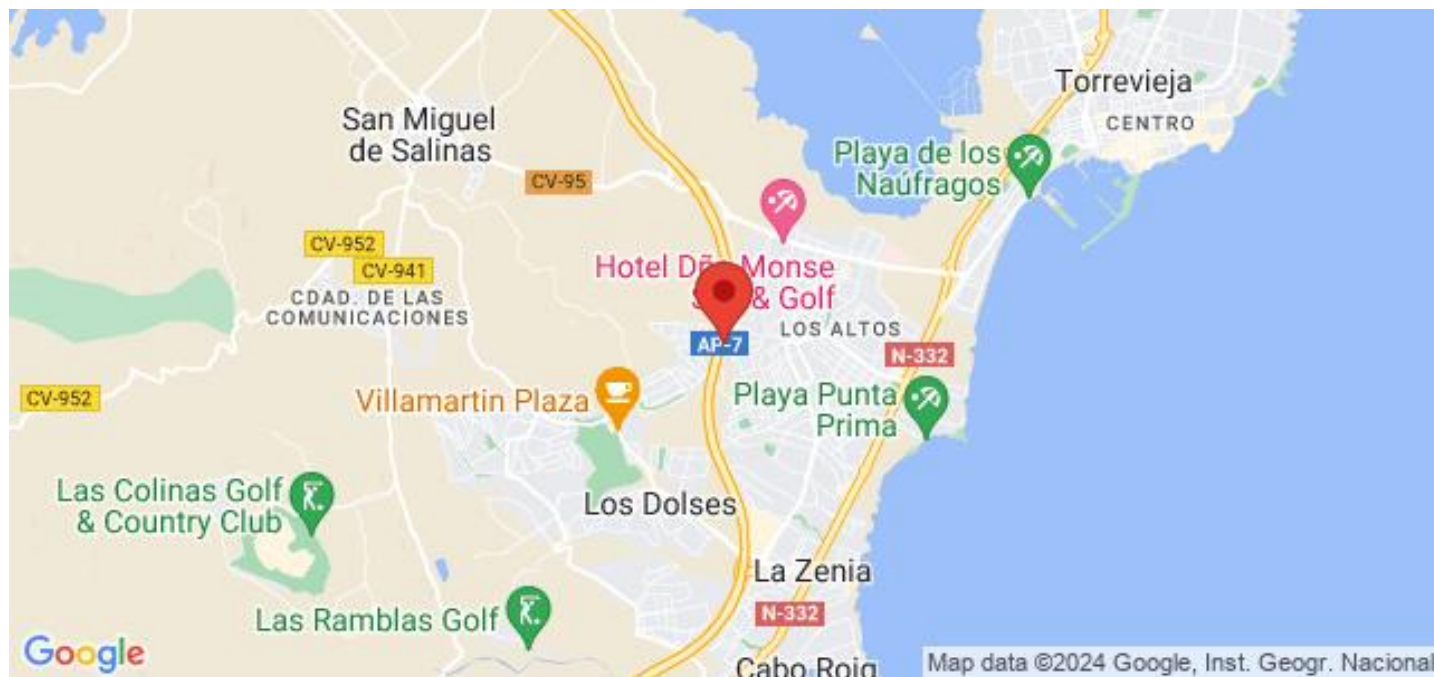 Torrevieja
CENTRO
San Miguel
de Salinas
Playa de los
Naúfragos
CV-95
CV-952
CV-941
Hotel Dña Monse
& Golf
CDAD. DE LAS
COMUNICACIONES
LOS ALTOS
AP-7
N-332
CV-952
Villamartin Plaza
Playa Punta
Prima
Las Colinas Golf
& Country Club
Los Dolses
La Zenia
N-332
Las Ramblas Golf
Google
Cabo Roig
Map data ©2024 Google, Inst. Geogr. Nacional